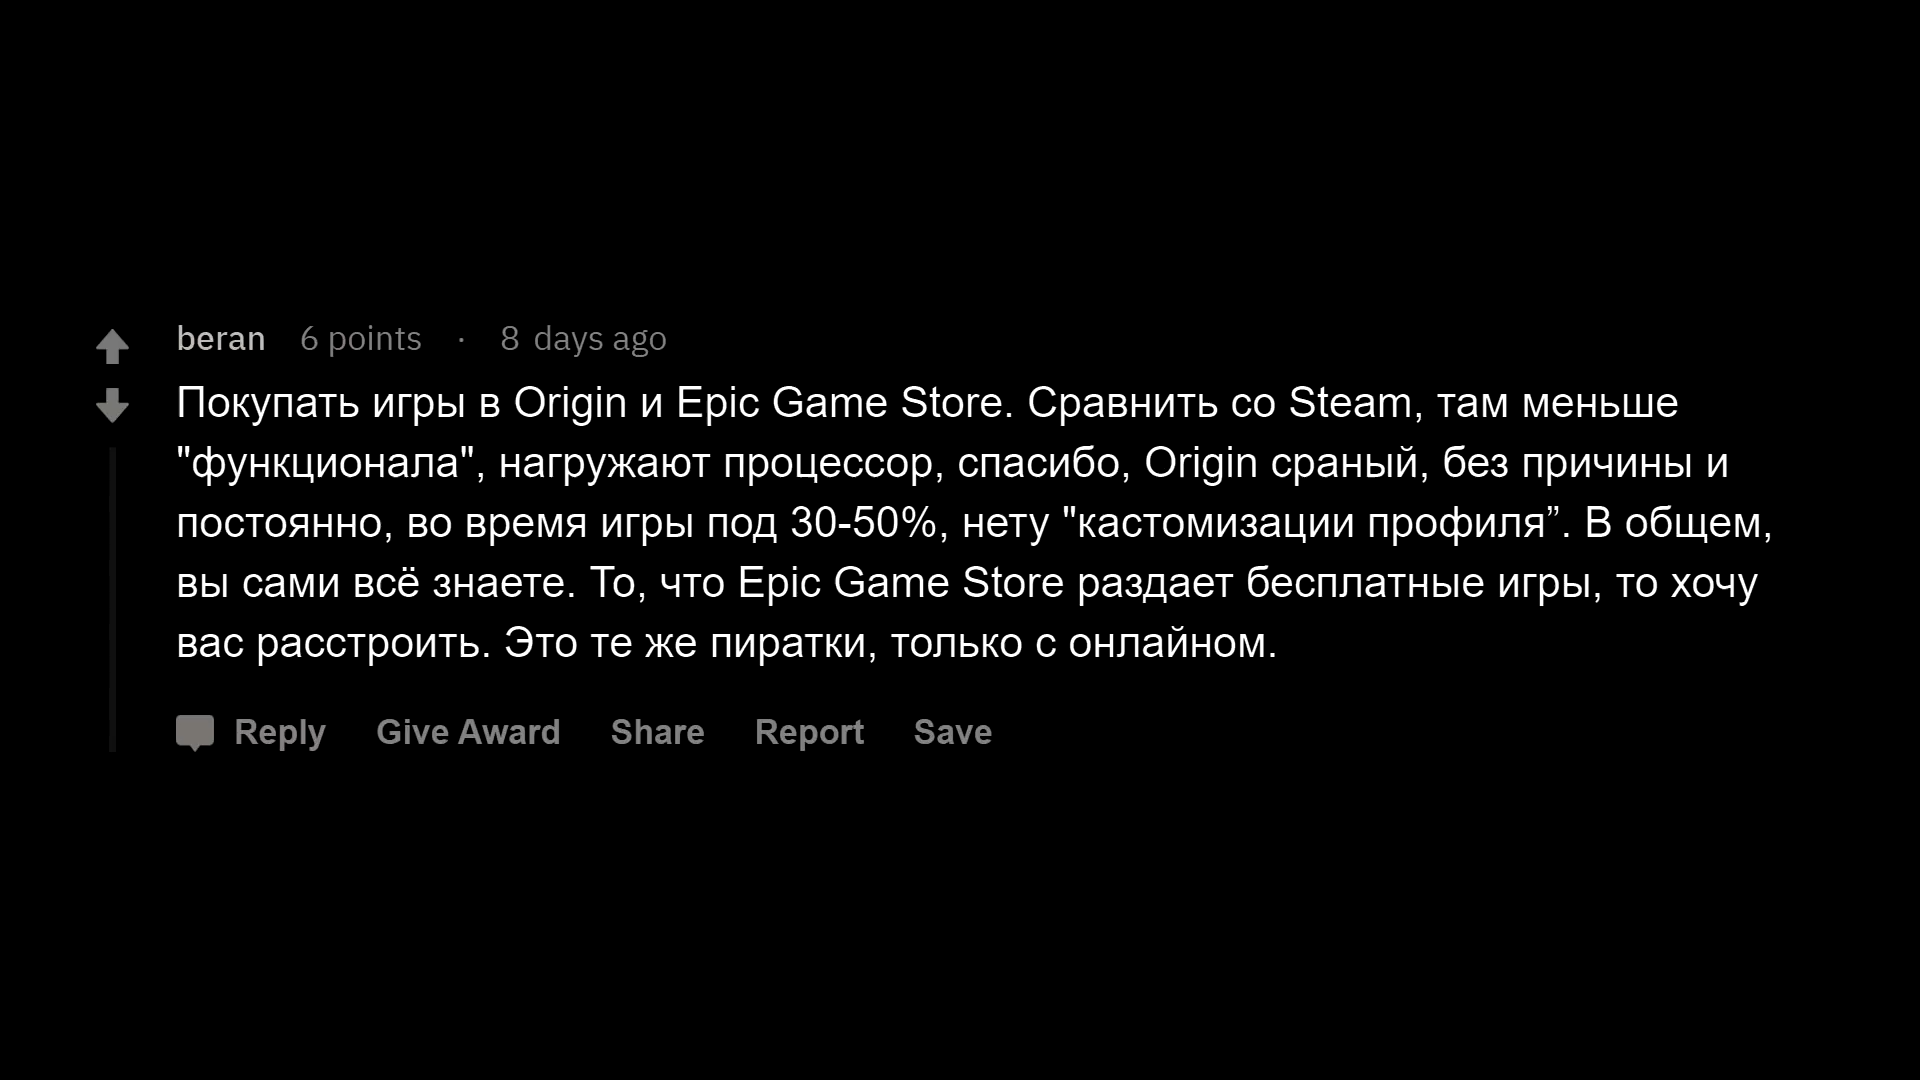 beran 6 points · 8 days ago
Покупать игры в Origin и Epic Game Store. Сравнить со Steam, там меньше
"функционала", нагружают процессор, спасибо, Origin сраный, без причины и
постоянно, во время игры под 30-50%, нету "кастомизации профиля”. В общем,
вы сами всё знаете. То, что Epic Game Store раздает бесплатные игры, то хочу
вас расстроить. Это те же пиратки, только с онлайном.
Reply Give Award Share Report Save